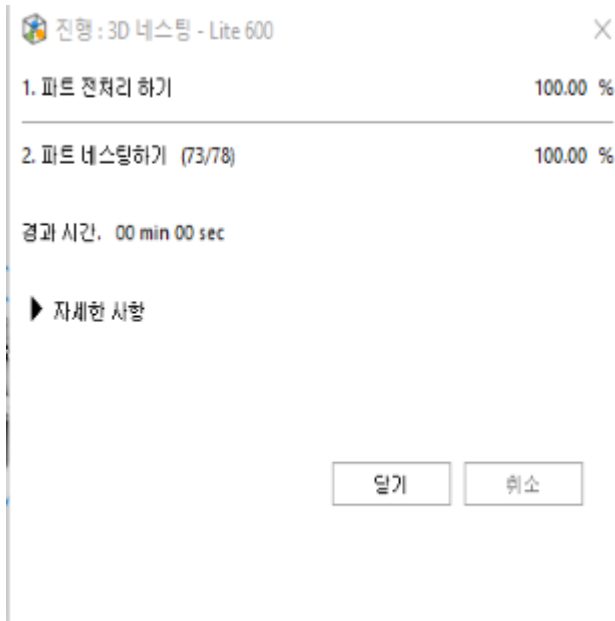 진행 : 3D 네스팅 - Lite 600
1. 파트 전처리 하기 100.00 %
2. 파트 네스팅하기 (73/78) 100.00 %
경과 시간. 00 min 00 sec
자세한 사항
닫기 취소